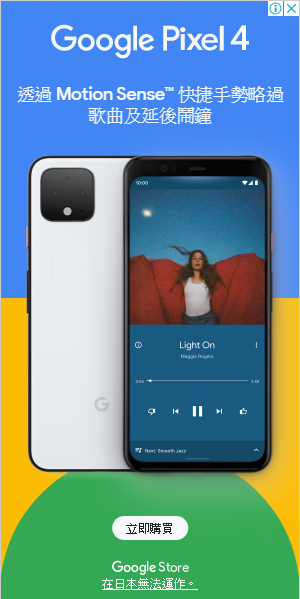 Google Pixel 4
透過 Motion Sense™ 快捷手勢略過
歌曲及延後鬧鐘
10:00
Light On
Maggie Rogers
0:06
3:48
Next: Smooth Jazz
G
立即購買
Google Store
在日本無法運作。